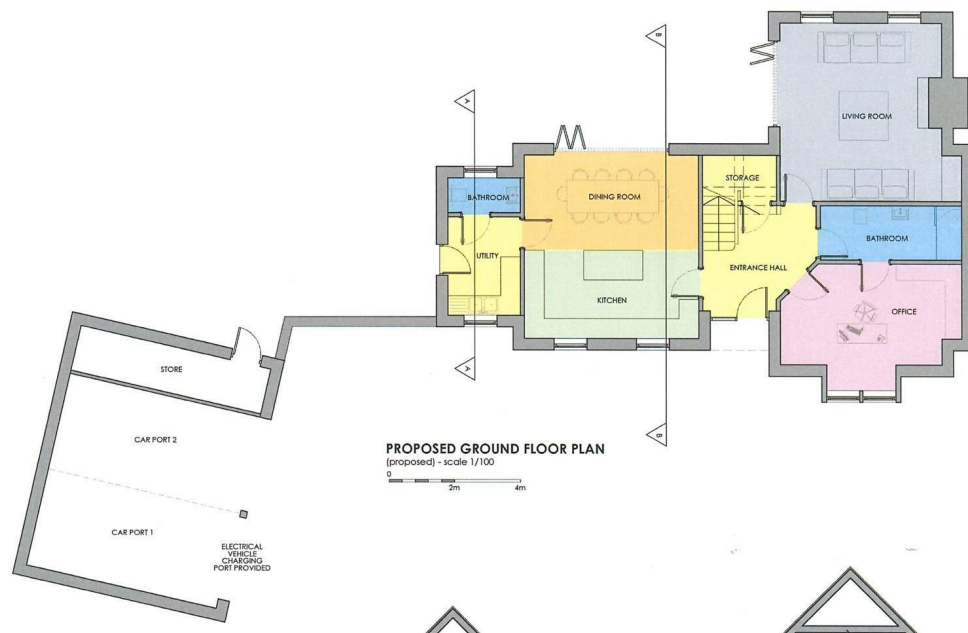 B
A
LIVING ROOM
STORAGE
BATHROOM
DINING ROOM
BATHROOM
UTILITY
ENTRANCE HALL
KITCHEN
OFFICE
STORE
A
CAR PORT 2
B
PROPOSED GROUND FLOOR PLAN
(proposed) - scale 1/100
0
2m 4m
CAR PORT 1
ELECTRICAL
VEHICLE
CHARGING
PORT PROVIDED